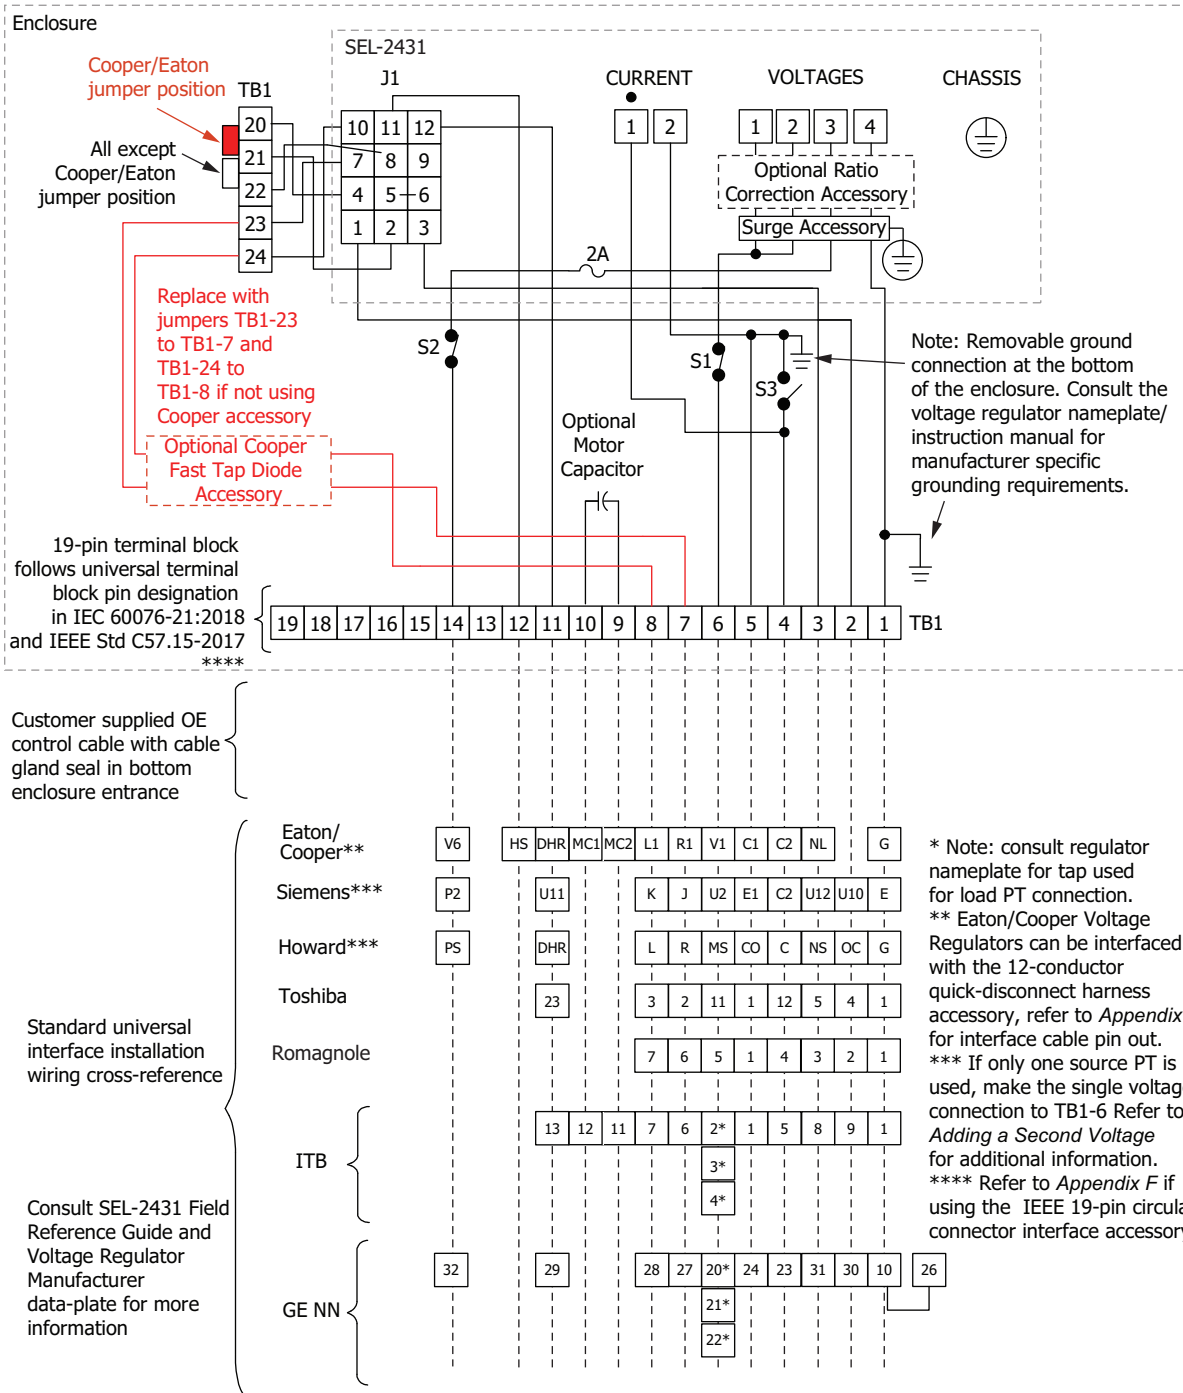 Enclosure
SEL-2431
Cooper/Eaton
jumper position
TB1
J1
CURRENT
VOLTAGES
CHASSIS
All except
Cooper/Eaton
jumper position
20
21
22
23
24
10 11 12
7 8 9
4 5 6
1 2 3
1 2
1 2 3 4
Optional Ratio
Correction Accessory
Surge Accessory
2A
Replace with
jumpers TB1-23
to TB1-7 and
TB1-24 to
TB1-8 if not using
Cooper accessory
S2
S1
S3
Note: Removable ground
connection at the bottom
of the enclosure. Consult the
voltage regulator nameplate/
instruction manual for
manufacturer specific
grounding requirements.
Optional
Motor
Capacitor
Optional Cooper
Fast Tap Diode
Accessory
19-pin terminal block
follows universal terminal
block pin designation
in IEC 60076-21:2018
and IEEE Std C57.15-2017
****
19 18 17 16 15 14 13 12 11 10 9 8 7 6 5 4 3 2 1 TB1
Customer supplied OE
control cable with cable
gland seal in bottom
enclosure entrance
Standard universal
interface installation
wiring cross-reference
Consult SEL-2431 Field
Reference Guide and
Voltage Regulator
Manufacturer
data-plate for more
information
Eaton/
Cooper**
V6 HS DHR MC1 MC2 L1 R1 V1 C1 C2 NL G
Siemens***
P2 U11 K J U2 E1 C2 U12 U10 E
Howard***
PS DHR L R MS CO C NS OC G
Toshiba
23 3 2 11 1 12 5 4 1
Romagnole
7 6 5 1 4 3 2 1
ITB
13 12 11 7 6 2* 1 5 8 9 1
3*
4*
GE NN
32 29 28 27 20* 24 23 31 30 10 26
21*
22*
* Note: consult regulator
nameplate for tap used
for load PT connection.
** Eaton/Cooper Voltage
Regulators can be interfaced
with the 12-conductor
quick-disconnect harness
accessory, refer to Appendix
for interface cable pin out.
*** If only one source PT is
used, make the single voltag
connection to TB1-6 Refer to
Adding a Second Voltage
for additional information.
**** Refer to Appendix F if
using the IEEE 19-pin circula
connector interface accessory